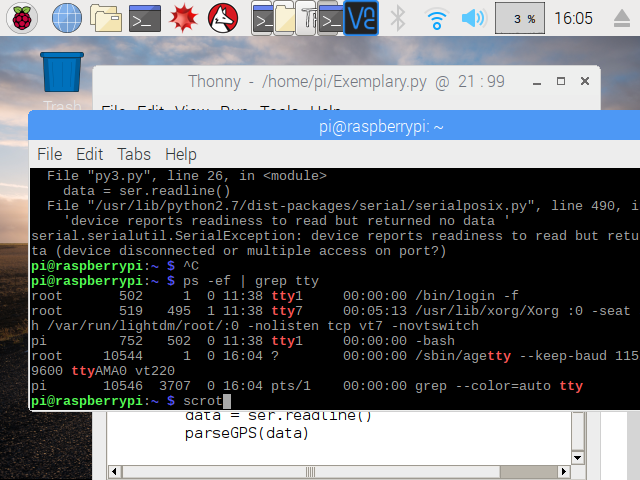 3 %
16:05
Trash
Thonny - /home/pi/Exemplary.py @ 21:99
File Edit View Run Tools Help
pi@raspberrypi: ~
File Edit Tabs Help
File "py3.py", line 26, in <module>
data = ser.readline()
File "/usr/lib/python2.7/dist-packages/serial/serialposix.py", line 490, i
'device reports readiness to read but returned no data '
serial.serialutil.SerialException: device reports readiness to read but retu
ta (device disconnected or multiple access on port?)
pi@raspberrypi:~ $ ^C
pi@raspberrypi:~ $ ps -ef | grep tty
root 502 1 0 11:38 tty1 00:00:00 /bin/login -f
root 519 495 1 11:38 tty7 00:05:13 /usr/lib/xorg/Xorg :0 -seat
h /var/run/lightdm/root/:0 -nolisten tcp vt7 -novtswitch
pi 752 502 0 11:38 tty1 00:00:00 -bash
root 10544 1 0 16:04 ? 00:00:00 /sbin/agetty --keep-baud 115
9600 ttyAMA0 vt220
pi 10546 3707 0 16:04 pts/1 00:00:00 grep --color=auto tty
pi@raspberrypi:~ $ scrot
data = ser.readline()
parseGPS(data)